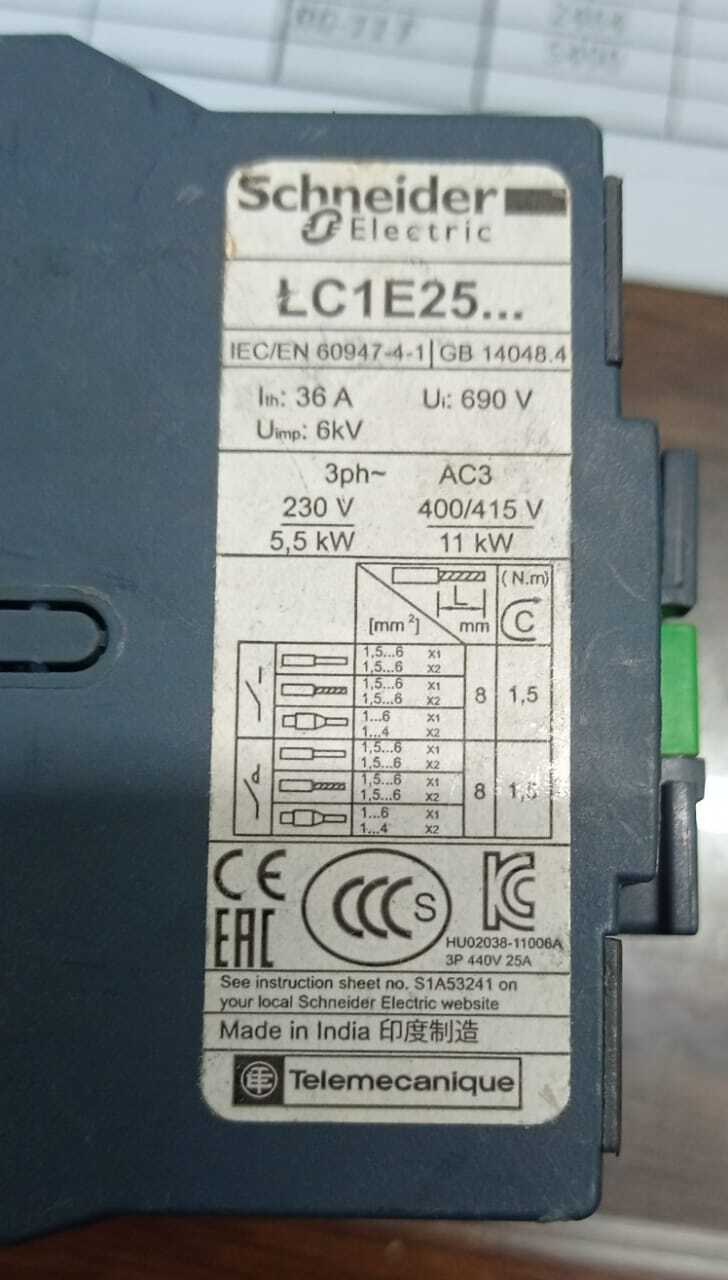 Schneider
Electric
LC1E25...
IEC/EN 60947-4-1 | GB 14048.4
Ith: 36 A Ui: 690 V
Uimp: 6kV
3ph~ AC3
230 V 400/415 V
5,5 kW 11 kW
(N.m)
L
[mm²] mm C
1,5...6 X1
1,5...6 X2
1,5...6 X1
1,5...6 X2
8 1,5
1...6 X1
1...4 X2
1,5...6 X1
1,5...6 X2
1,5...6 X1
1,5...6 X2
8 1,5
1...6 X1
1...4 X2
CE
CCC S
KC
EAC
HU02038-11006A
3P 440V 25A
See instruction sheet no. S1A53241 on
your local Schneider Electric website
Made in India 印度制造
Telemecanique